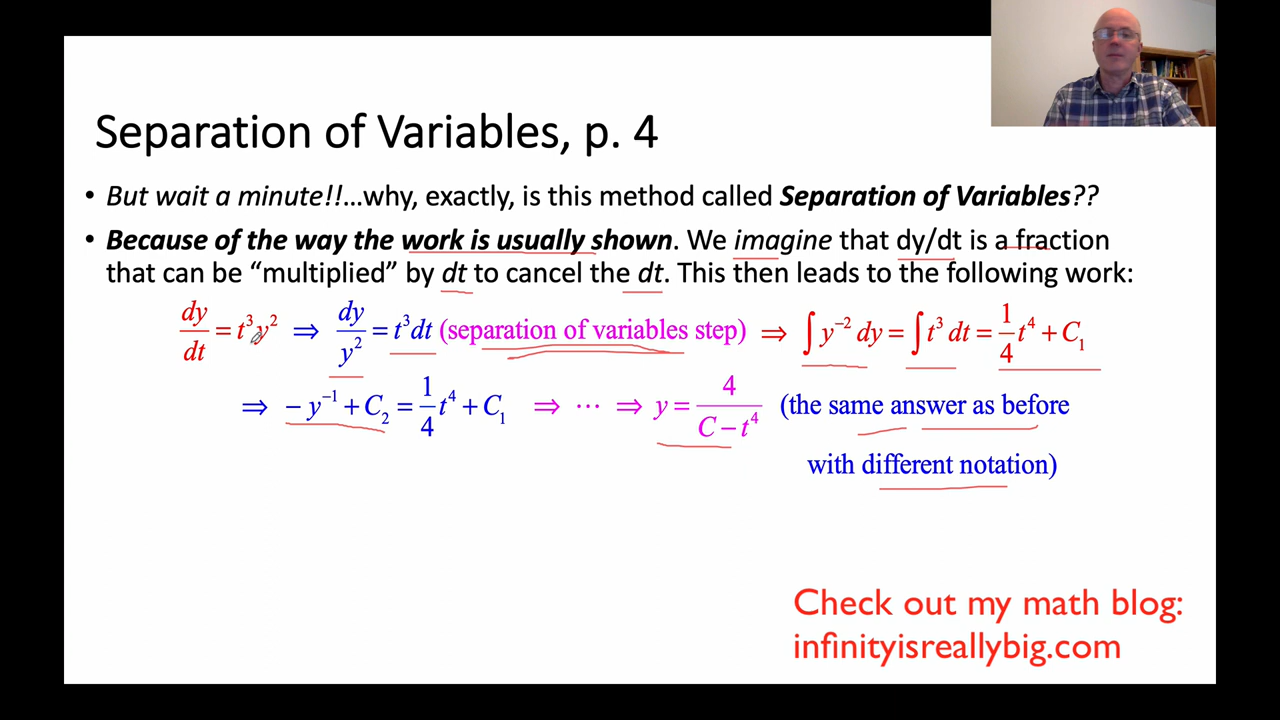 Separation of Variables, p. 4
• But wait a minute!!…why, exactly, is this method called Separation of Variables??
• Because of the way the work is usually shown. We imagine that dy/dt is a fraction
that can be “multiplied” by dt to cancel the dt. This then leads to the following work:
dy/dt = t³y² ⇒ dy/y² = t³dt (separation of variables step) ⇒ ∫ y⁻² dy = ∫ t³ dt = 1/4 t⁴ + C₁
⇒ − y⁻¹ + C₂ = 1/4 t⁴ + C₁ ⇒ ⋯ ⇒ y = 4/(C − t⁴) (the same answer as before
with different notation)
Check out my math blog:
infinityisreallybig.com